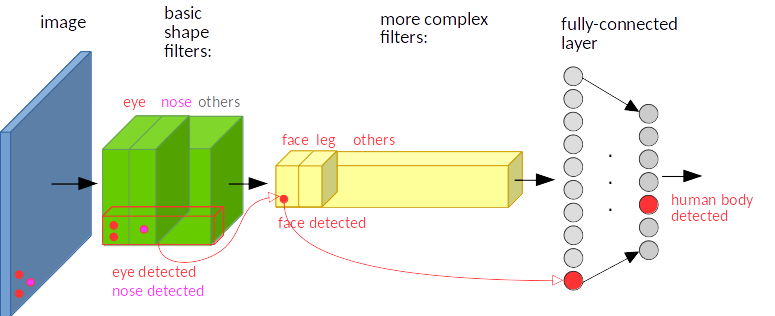 image
basic
shape
filters:
more complex
filters:
fully-connected
layer
eye nose others
face leg others
human body
detected
face detected
eye detected
nose detected